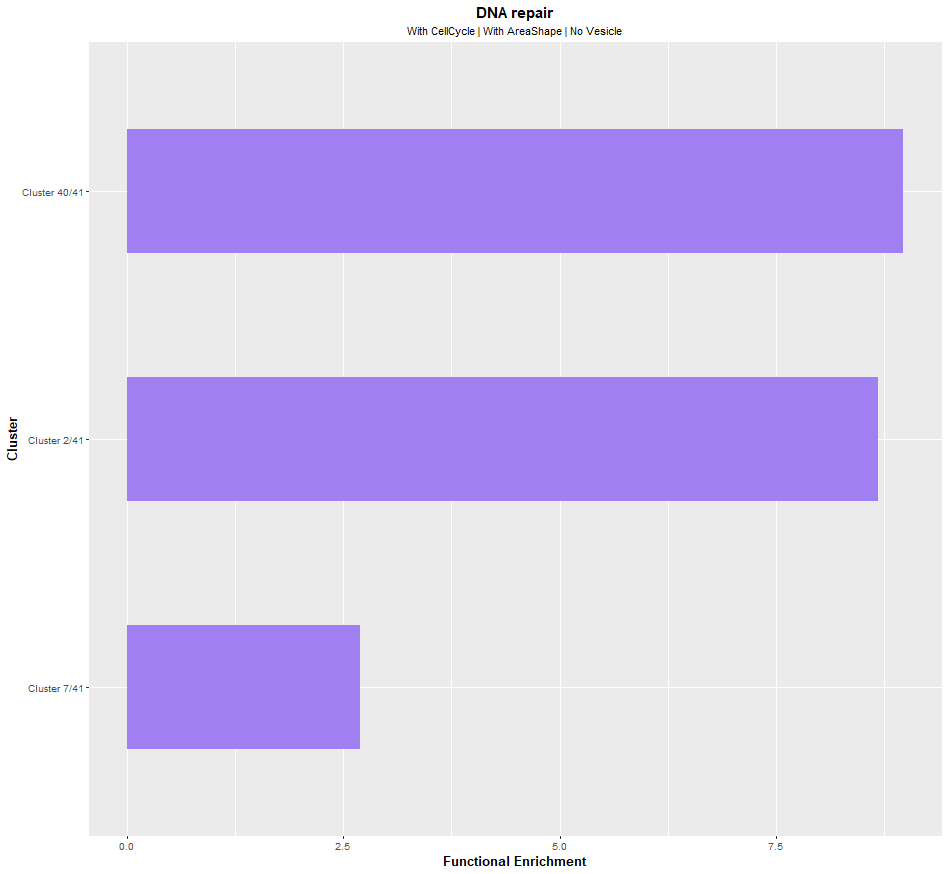 DNA repair
With CellCycle | With AreaShape | No Vesicle
Cluster 40/41
Cluster 2/41
Cluster 7/41
Cluster
0.0 2.5 5.0 7.5
Functional Enrichment